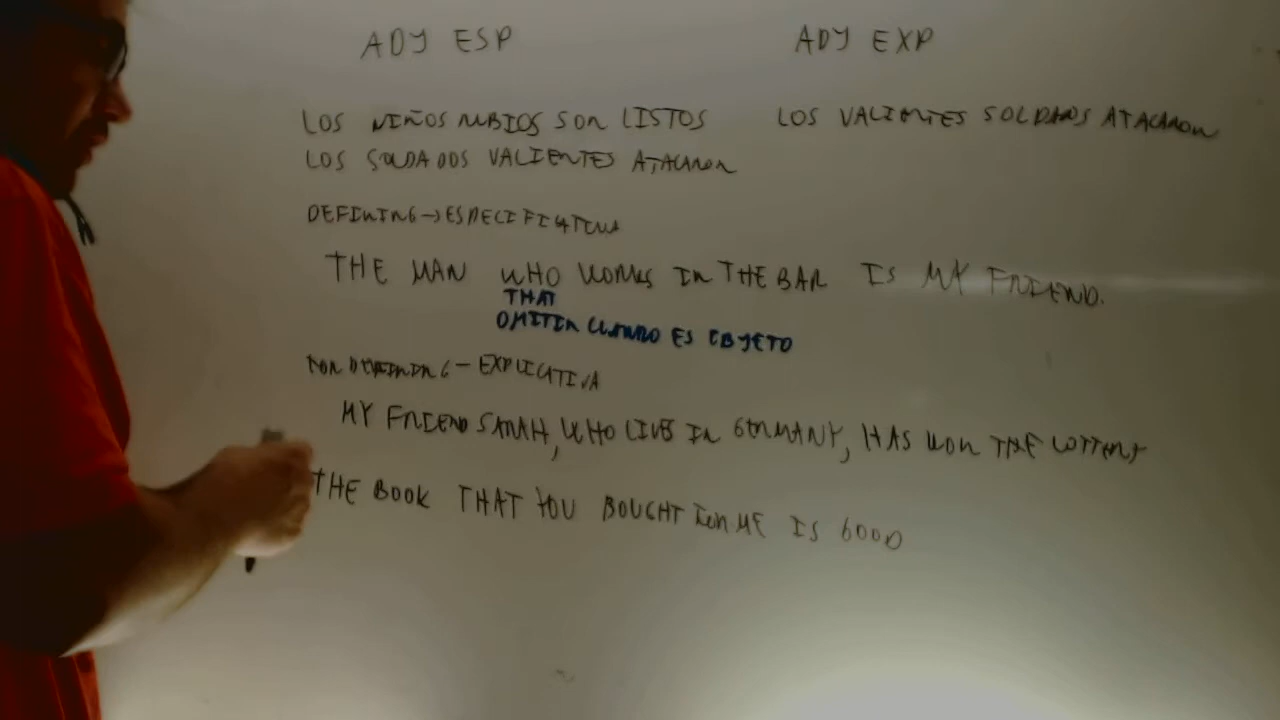 ADJ ESP
ADJ EXP
LOS NIÑOS RUBIOS SON LISTOS
LOS VALIENTES SOLDADOS ATACARON
LOS SOLDADOS VALIENTES ATACARON
DEFINING → ESPECIFICATIVA
THE MAN WHO WORKS IN THE BAR IS MY FRIEND.
THAT
OMITIR CUANDO ES OBJETO
NON DEFINING - EXPLICATIVA
MY FRIEND SARAH, WHO LIVES IN GERMANY, HAS WON THE LOTTERY
THE BOOK THAT YOU BOUGHT FOR ME IS GOOD